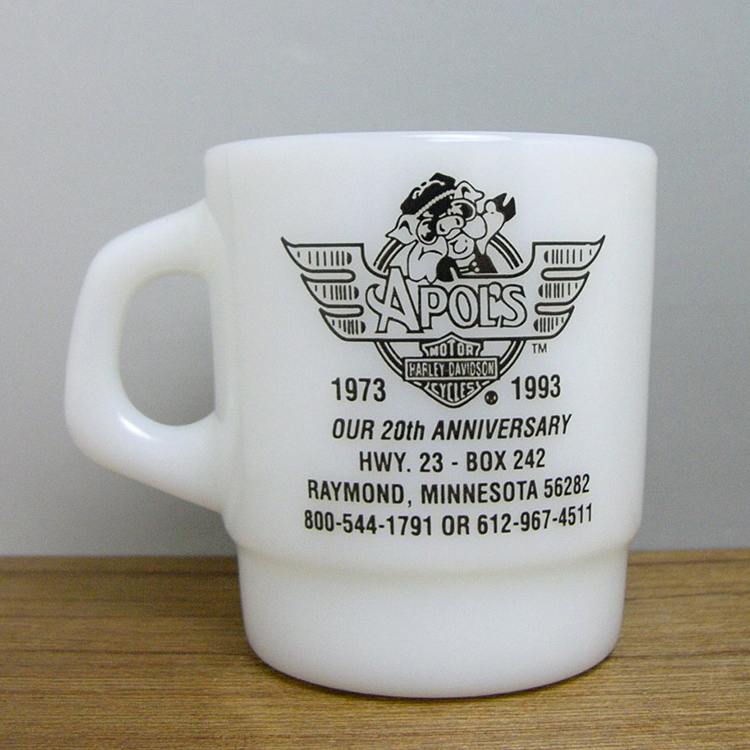 APOL'S
TM
MOTOR
HARLEY-DAVIDSON
CYCLES
®
1973 1993
OUR 20th ANNIVERSARY
HWY. 23 - BOX 242
RAYMOND, MINNESOTA 56282
800-544-1791 OR 612-967-4511